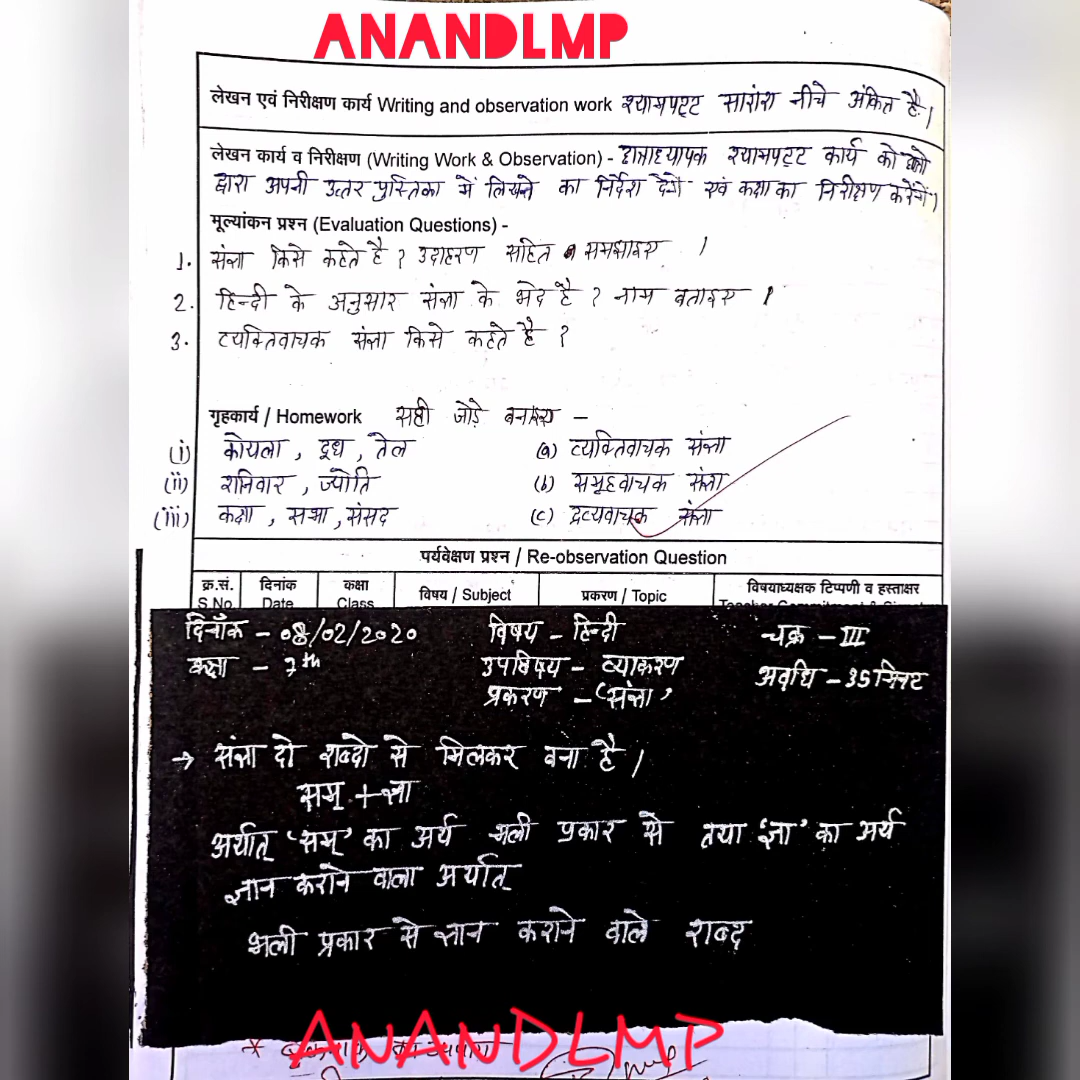 ANANDLMP
लेखन एवं निरीक्षण कार्य Writing and observation work श्यामपट्ट सारांश नीचे अंकित है।
लेखन कार्य व निरीक्षण (Writing Work & Observation) - छात्राध्यापक श्यामपट्ट कार्य को
द्वारा अपनी उत्तर पुस्तिका में लिखने का निर्देश देंगे एवं कक्षा का निरीक्षण करेंगे।
मूल्यांकन प्रश्न (Evaluation Questions) -
1. संज्ञा किसे कहते है ? उदाहरण सहित समझाइए ।
2. हिन्दी के अनुसार संज्ञा के भेद है ? नाम बताइए ।
3. व्यक्तिवाचक संज्ञा किसे कहते है ?
गृहकार्य / Homework सही जोड़े बनाइए –
(i) कोयला , दूध , तेल (a) व्यक्तिवाचक संज्ञा
(ii) शनिवार , ज्योति (b) समूहवाचक संज्ञा
(iii) कक्षा , सभा , संसद (c) द्रव्यवाचक संज्ञा
पर्यवेक्षण प्रश्न / Re-observation Question
क्र.सं. दिनांक कक्षा विषय / Subject प्रकरण / Topic विषयाध्यक्षक टिप्पणी व हस्ताक्षर
S.No. Date Class
दिनाँक – 08/02/2020 विषय – हिन्दी चक्र – III
कक्षा – 7th उपविषय – व्याकरण अवधि – 35 मिनट
प्रकरण – ‘संज्ञा’
→ संज्ञा दो शब्दो से मिलकर बना है।
सम् + ज्ञा
अर्थात् ‘सम्’ का अर्थ भली प्रकार से तथा ‘ज्ञा’ का अर्थ
ज्ञान कराने वाला अर्थात्
भली प्रकार से ज्ञान कराने वाले शब्द
ANANDLMP